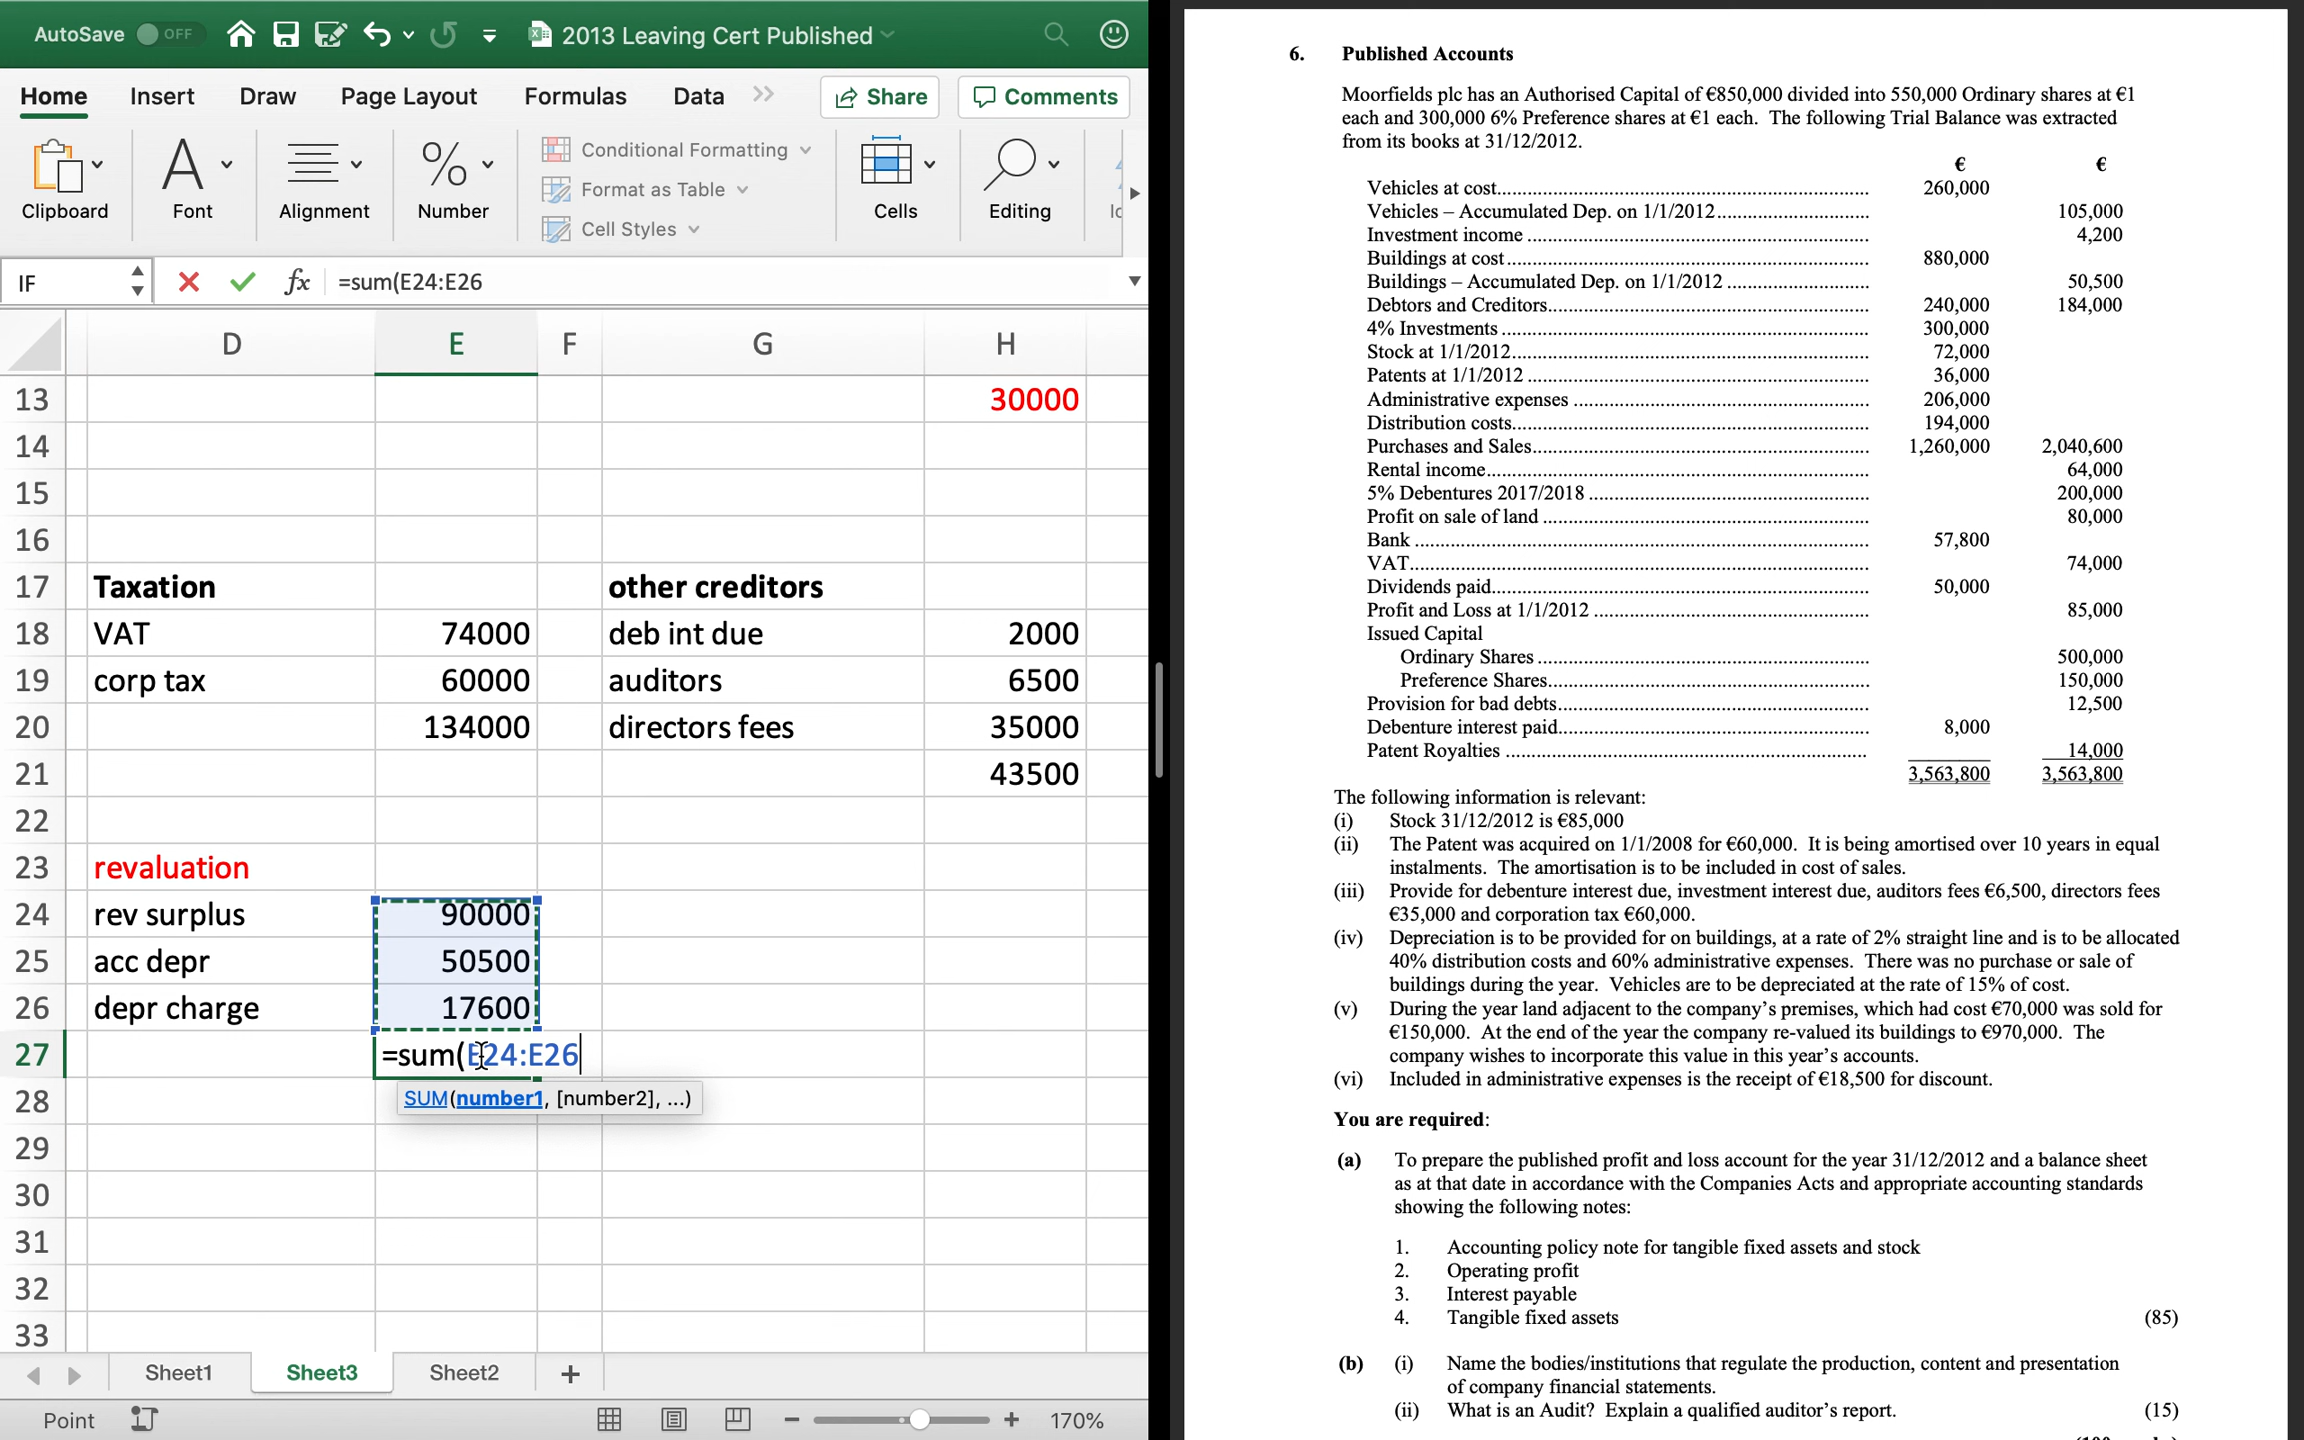 AutoSave OFF 2013 Leaving Cert Published
Home Insert Draw Page Layout Formulas Data Share Comments
Clipboard Font Alignment Number Conditional Formatting Format as Table Cell Styles Cells Editing
IF fx =sum(E24:E26
D E F G H
13 30000
14
15
16
17 Taxation other creditors
18 VAT 74000 deb int due 2000
19 corp tax 60000 auditors 6500
20 134000 directors fees 35000
21 43500
22
23 revaluation
24 rev surplus 90000
25 acc depr 50500
26 depr charge 17600
27 =sum(E24:E26
28 SUM(number1, [number2], ...)
29
30
31
32
33
Sheet1 Sheet3 Sheet2 +
Point 170%
6. Published Accounts
Moorfields plc has an Authorised Capital of €850,000 divided into 550,000 Ordinary shares at €1
each and 300,000 6% Preference shares at €1 each. The following Trial Balance was extracted
from its books at 31/12/2012.
€ €
Vehicles at cost 260,000
Vehicles – Accumulated Dep. on 1/1/2012 105,000
Investment income 4,200
Buildings at cost 880,000
Buildings – Accumulated Dep. on 1/1/2012 50,500
Debtors and Creditors 240,000 184,000
4% Investments 300,000
Stock at 1/1/2012 72,000
Patents at 1/1/2012 36,000
Administrative expenses 206,000
Distribution costs 194,000
Purchases and Sales 1,260,000 2,040,600
Rental income 64,000
5% Debentures 2017/2018 200,000
Profit on sale of land 80,000
Bank 57,800
VAT 74,000
Dividends paid 50,000
Profit and Loss at 1/1/2012 85,000
Issued Capital
Ordinary Shares 500,000
Preference Shares 150,000
Provision for bad debts 12,500
Debenture interest paid 8,000
Patent Royalties 14,000
3,563,800 3,563,800
The following information is relevant:
(i) Stock 31/12/2012 is €85,000
(ii) The Patent was acquired on 1/1/2008 for €60,000. It is being amortised over 10 years in equal
instalments. The amortisation is to be included in cost of sales.
(iii) Provide for debenture interest due, investment interest due, auditors fees €6,500, directors fees
€35,000 and corporation tax €60,000.
(iv) Depreciation is to be provided for on buildings, at a rate of 2% straight line and is to be allocated
40% distribution costs and 60% administrative expenses. There was no purchase or sale of
buildings during the year. Vehicles are to be depreciated at the rate of 15% of cost.
(v) During the year land adjacent to the company's premises, which had cost €70,000 was sold for
€150,000. At the end of the year the company re-valued its buildings to €970,000. The
company wishes to incorporate this value in this year's accounts.
(vi) Included in administrative expenses is the receipt of €18,500 for discount.
You are required:
(a) To prepare the published profit and loss account for the year 31/12/2012 and a balance sheet
as at that date in accordance with the Companies Acts and appropriate accounting standards
showing the following notes:
1. Accounting policy note for tangible fixed assets and stock
2. Operating profit
3. Interest payable
4. Tangible fixed assets (85)
(b) (i) Name the bodies/institutions that regulate the production, content and presentation
of company financial statements.
(ii) What is an Audit? Explain a qualified auditor's report. (15)